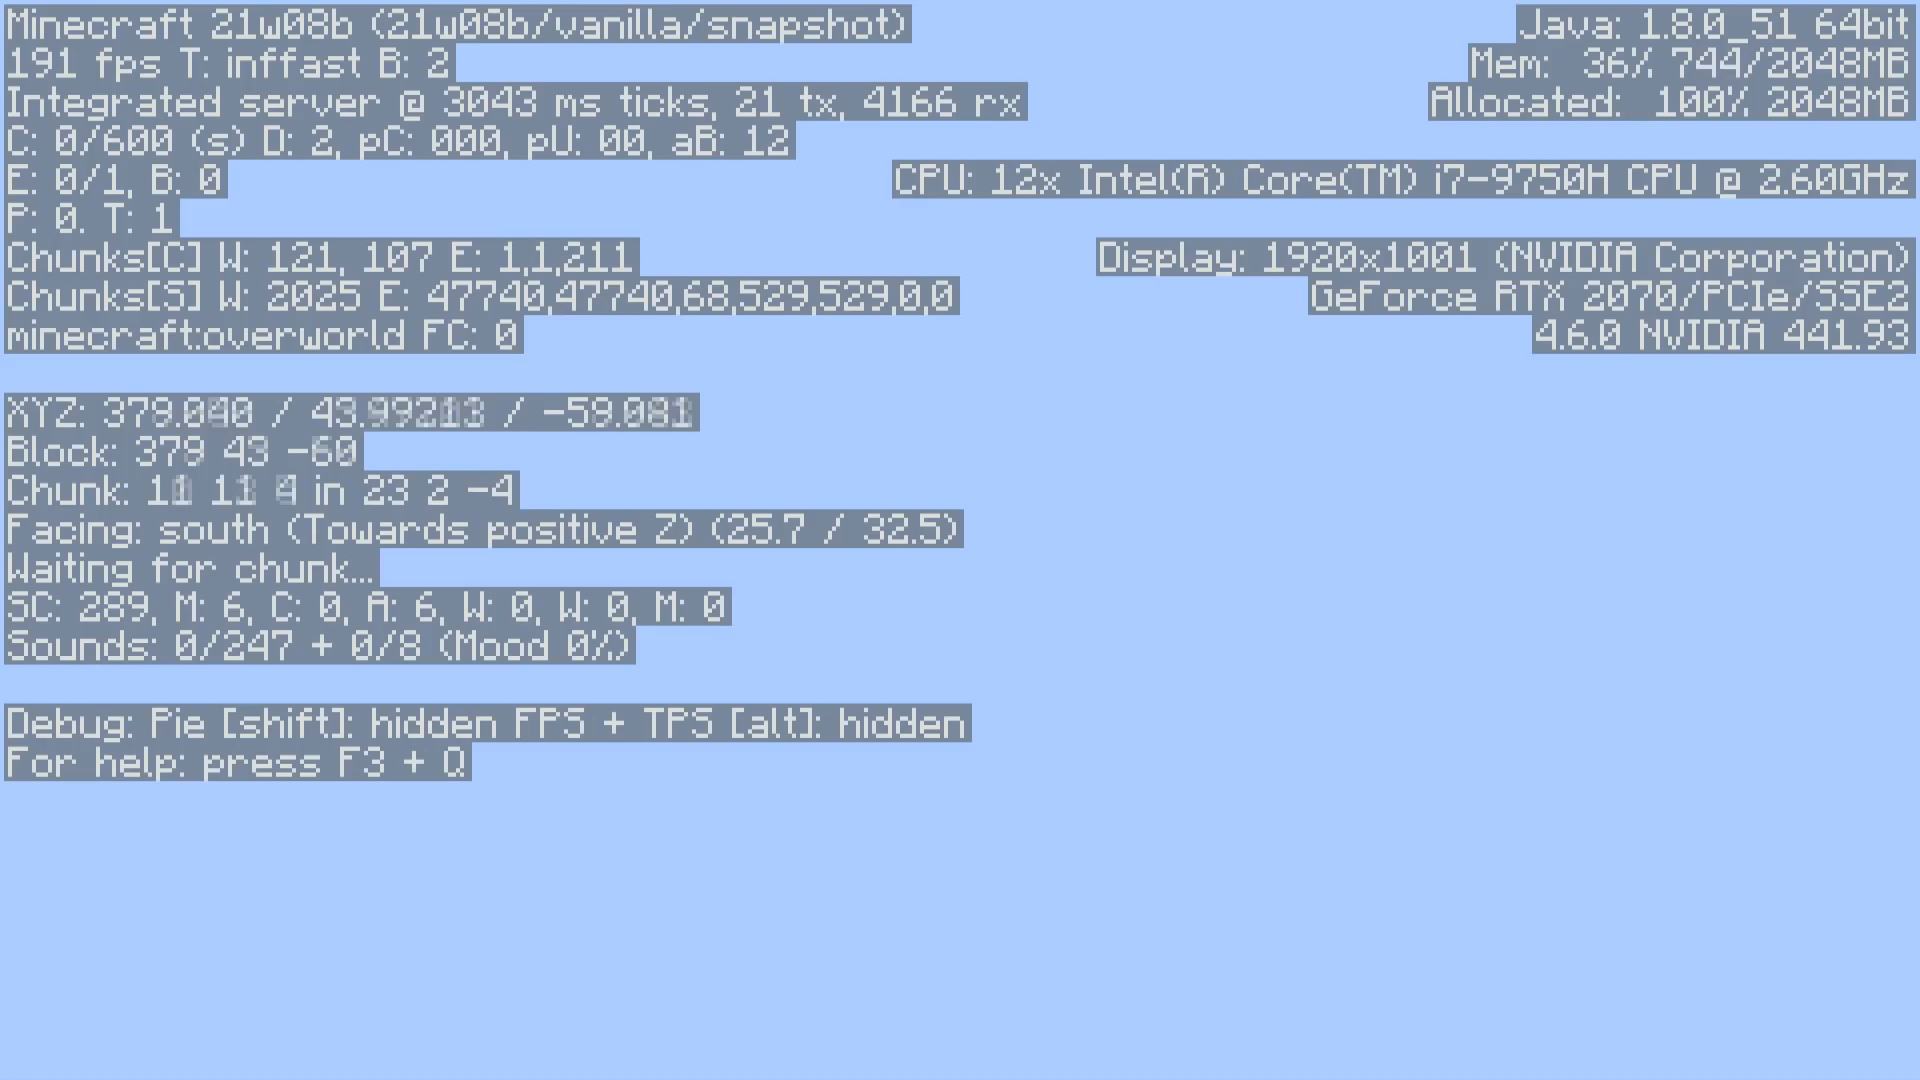 Minecraft 21w08b (21w08b/vanilla/snapshot)
191 fps T: inffast B: 2
Integrated server @ 3043 ms ticks, 21 tx, 4166 rx
C: 0/600 (s) D: 2, pC: 000, pU: 00, aB: 12
E: 0/1, B: 0
P: 0. T: 1
Chunks[C] W: 121, 107 E: 1,1,211
Chunks[S] W: 2025 E: 47740,47740,68,529,529,0,0
minecraft:overworld FC: 0
XYZ: / /
Block:
Chunk: in 23 2 -4
Facing: south (Towards positive Z) (25.7 / 32.5)
Waiting for chunk...
SC: 289, M: 6, C: 0, A: 6, W: 0, W: 0, M: 0
Sounds: 0/247 + 0/8 (Mood 0%)
Debug: Pie [shift]: hidden FPS + TPS [alt]: hidden
For help: press F3 + Q
Java: 1.8.0_51 64bit
Mem: 36% 744/2048MB
Allocated: 100% 2048MB
CPU: 12x Intel(R) Core(TM) i7-9750H CPU @ 2.60GHz
Display: 1920x1001 (NVIDIA Corporation)
GeForce RTX 2070/PCIe/SSE2
4.6.0 NVIDIA 441.93